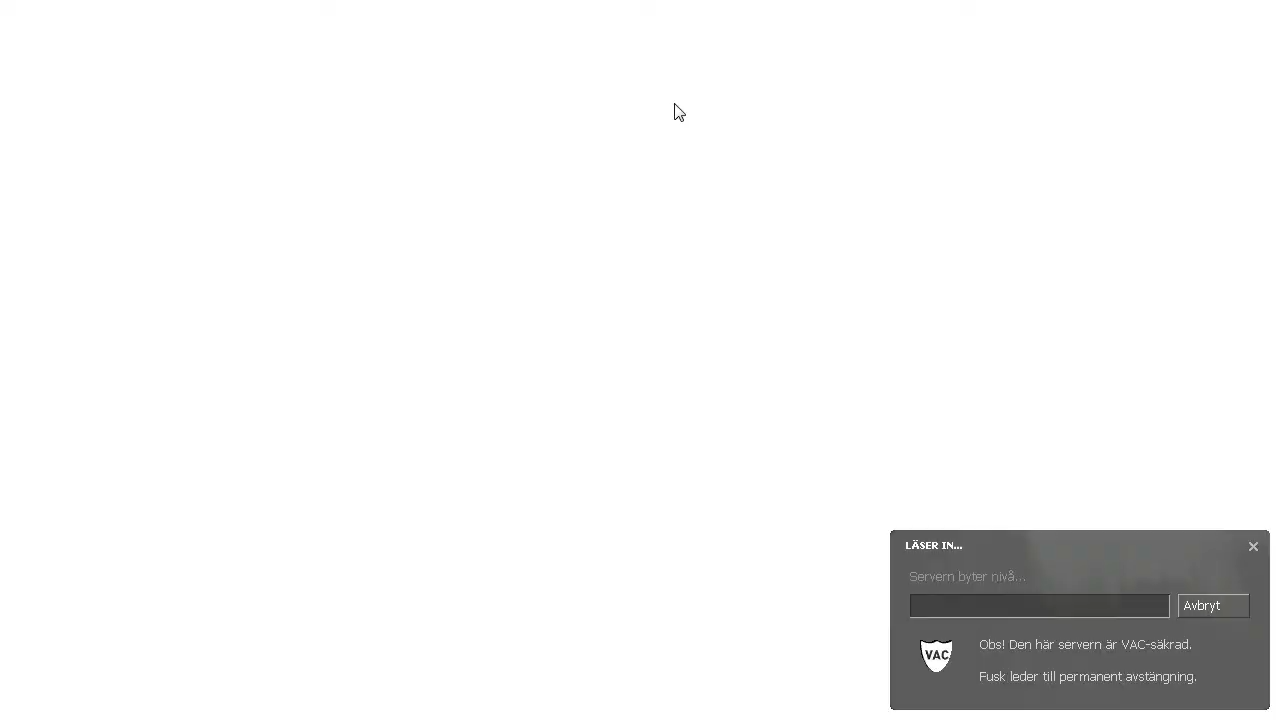 LÄSER IN...
Servern byter nivå...
Avbryt
VAC
Obs! Den här servern är VAC-säkrad.
Fusk leder till permanent avstängning.